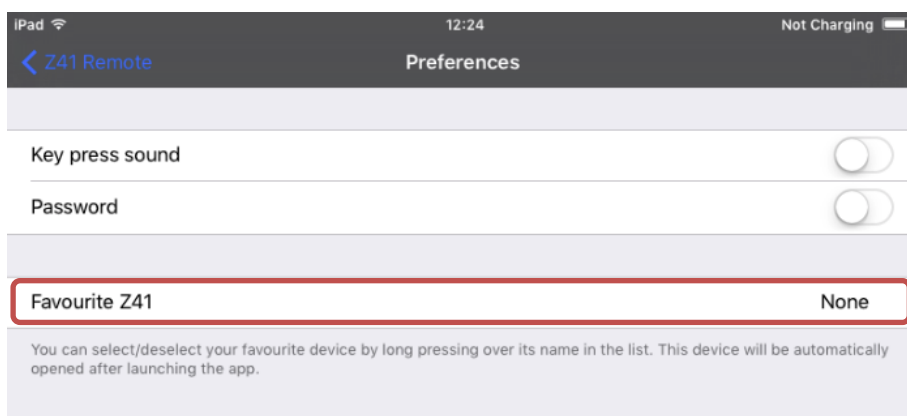 iPad 12:24 Not Charging
Z41 Remote Preferences
Key press sound
Password
Favourite Z41 None
You can select/deselect your favourite device by long pressing over its name in the list. This device will be automatically
opened after launching the app.